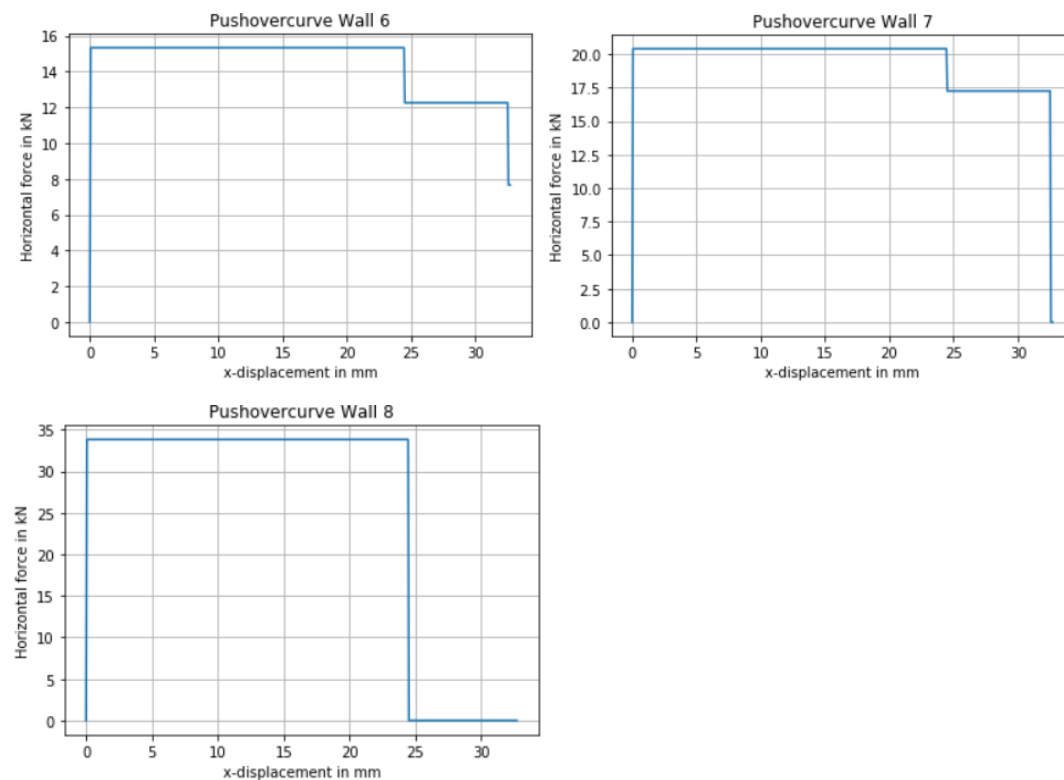 Pushovercurve Wall 6
16
14
12
10
8
6
4
2
0
Horizontal force in kN
0 5 10 15 20 25 30
x-displacement in mm
Pushovercurve Wall 7
20.0
17.5
15.0
12.5
10.0
7.5
5.0
2.5
0.0
Horizontal force in kN
0 5 10 15 20 25 30
x-displacement in mm
Pushovercurve Wall 8
35
30
25
20
15
10
5
0
Horizontal force in kN
0 5 10 15 20 25 30
x-displacement in mm